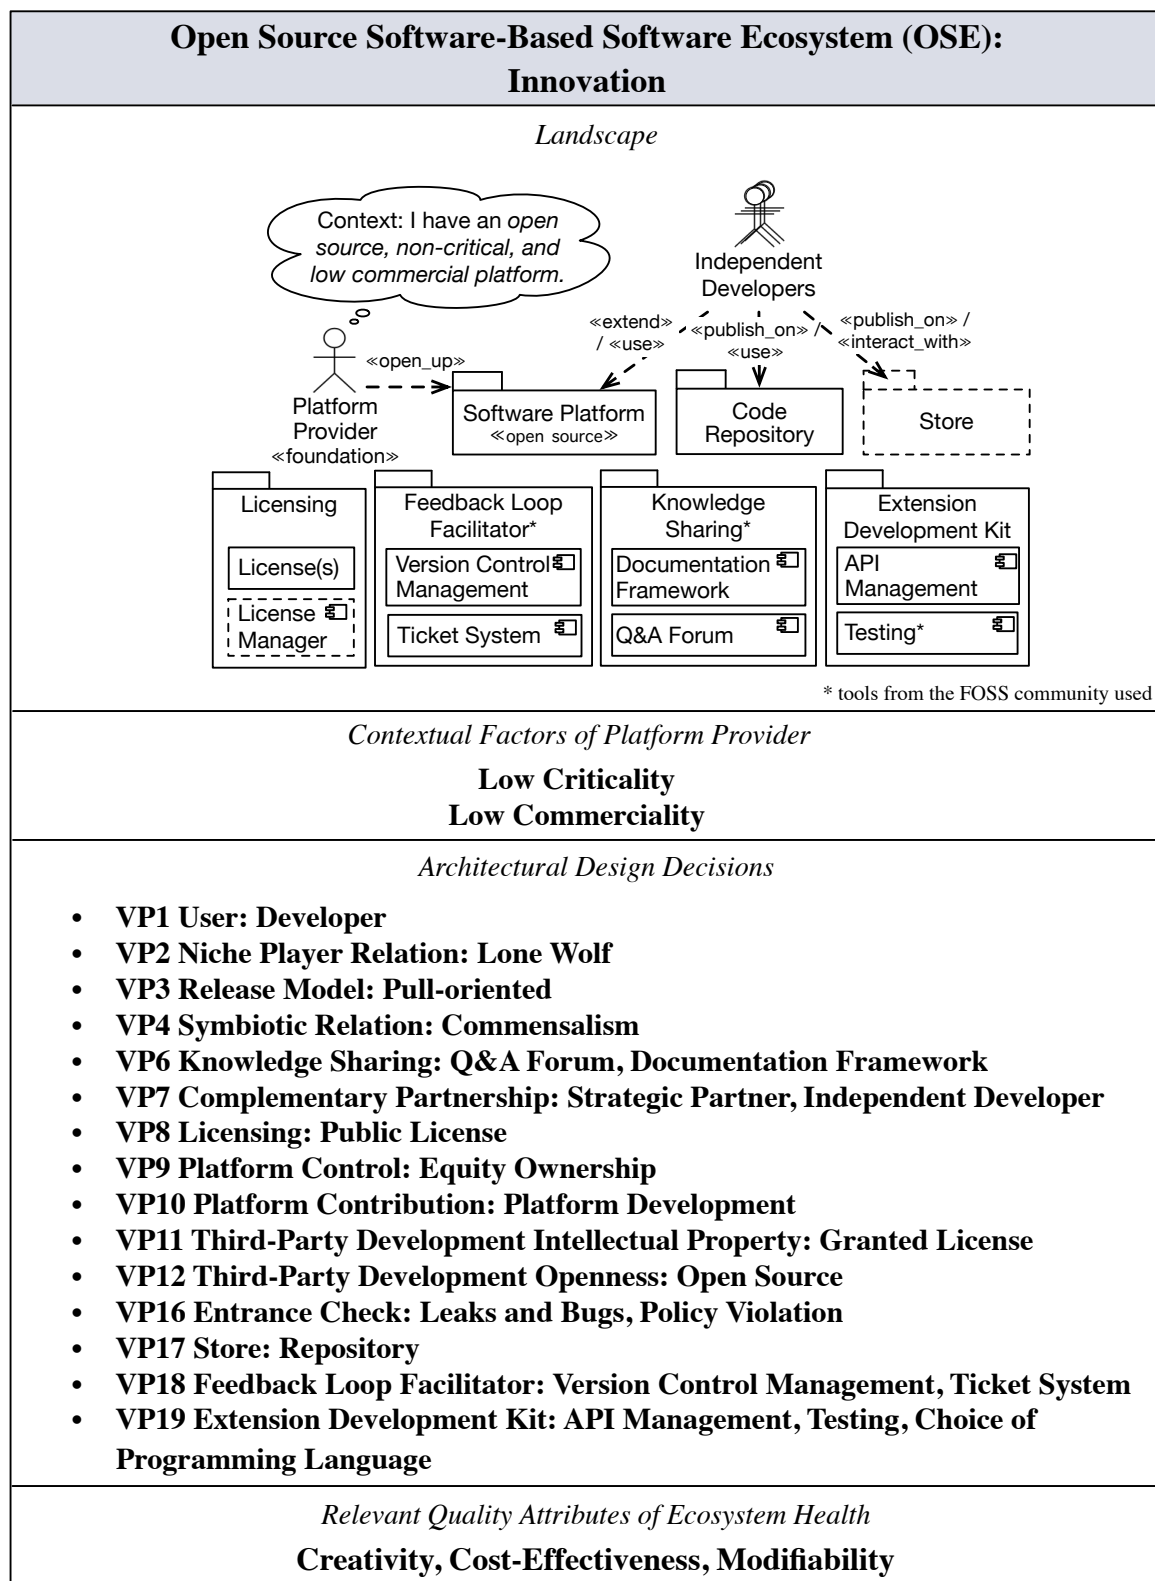 Open Source Software-Based Software Ecosystem (OSE):
Innovation
Landscape
Context: I have an open
source, non-critical, and
low commercial platform.
Independent
Developers
«extend»
/ «use»
«publish_on» /
«use»
«publish_on» /
«interact_with»
«open_up»
Platform
Provider
«foundation»
Software Platform
«open source»
Code
Repository
Store
Licensing
License(s)
License
Manager
Feedback Loop
Facilitator*
Version Control
Management
Ticket System
Knowledge
Sharing*
Documentation
Framework
Q&A Forum
Extension
Development Kit
API
Management
Testing*
* tools from the FOSS community used
Contextual Factors of Platform Provider
Low Criticality
Low Commerciality
Architectural Design Decisions
• VP1 User: Developer
• VP2 Niche Player Relation: Lone Wolf
• VP3 Release Model: Pull-oriented
• VP4 Symbiotic Relation: Commensalism
• VP6 Knowledge Sharing: Q&A Forum, Documentation Framework
• VP7 Complementary Partnership: Strategic Partner, Independent Developer
• VP8 Licensing: Public License
• VP9 Platform Control: Equity Ownership
• VP10 Platform Contribution: Platform Development
• VP11 Third-Party Development Intellectual Property: Granted License
• VP12 Third-Party Development Openness: Open Source
• VP16 Entrance Check: Leaks and Bugs, Policy Violation
• VP17 Store: Repository
• VP18 Feedback Loop Facilitator: Version Control Management, Ticket System
• VP19 Extension Development Kit: API Management, Testing, Choice of
Programming Language
Relevant Quality Attributes of Ecosystem Health
Creativity, Cost-Effectiveness, Modifiability